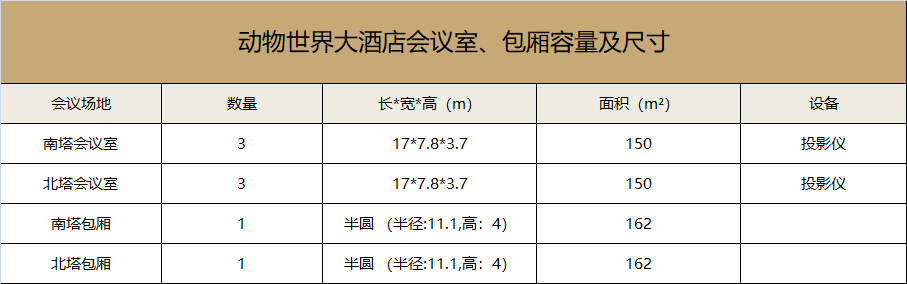 动物世界大酒店会议室、包厢容量及尺寸
会议场地 数量 长*宽*高（m） 面积（m²） 设备
南塔会议室 3 17*7.8*3.7 150 投影仪
北塔会议室 3 17*7.8*3.7 150 投影仪
南塔包厢 1 半圆 （半径:11.1,高：4） 162
北塔包厢 1 半圆 （半径:11.1,高：4） 162